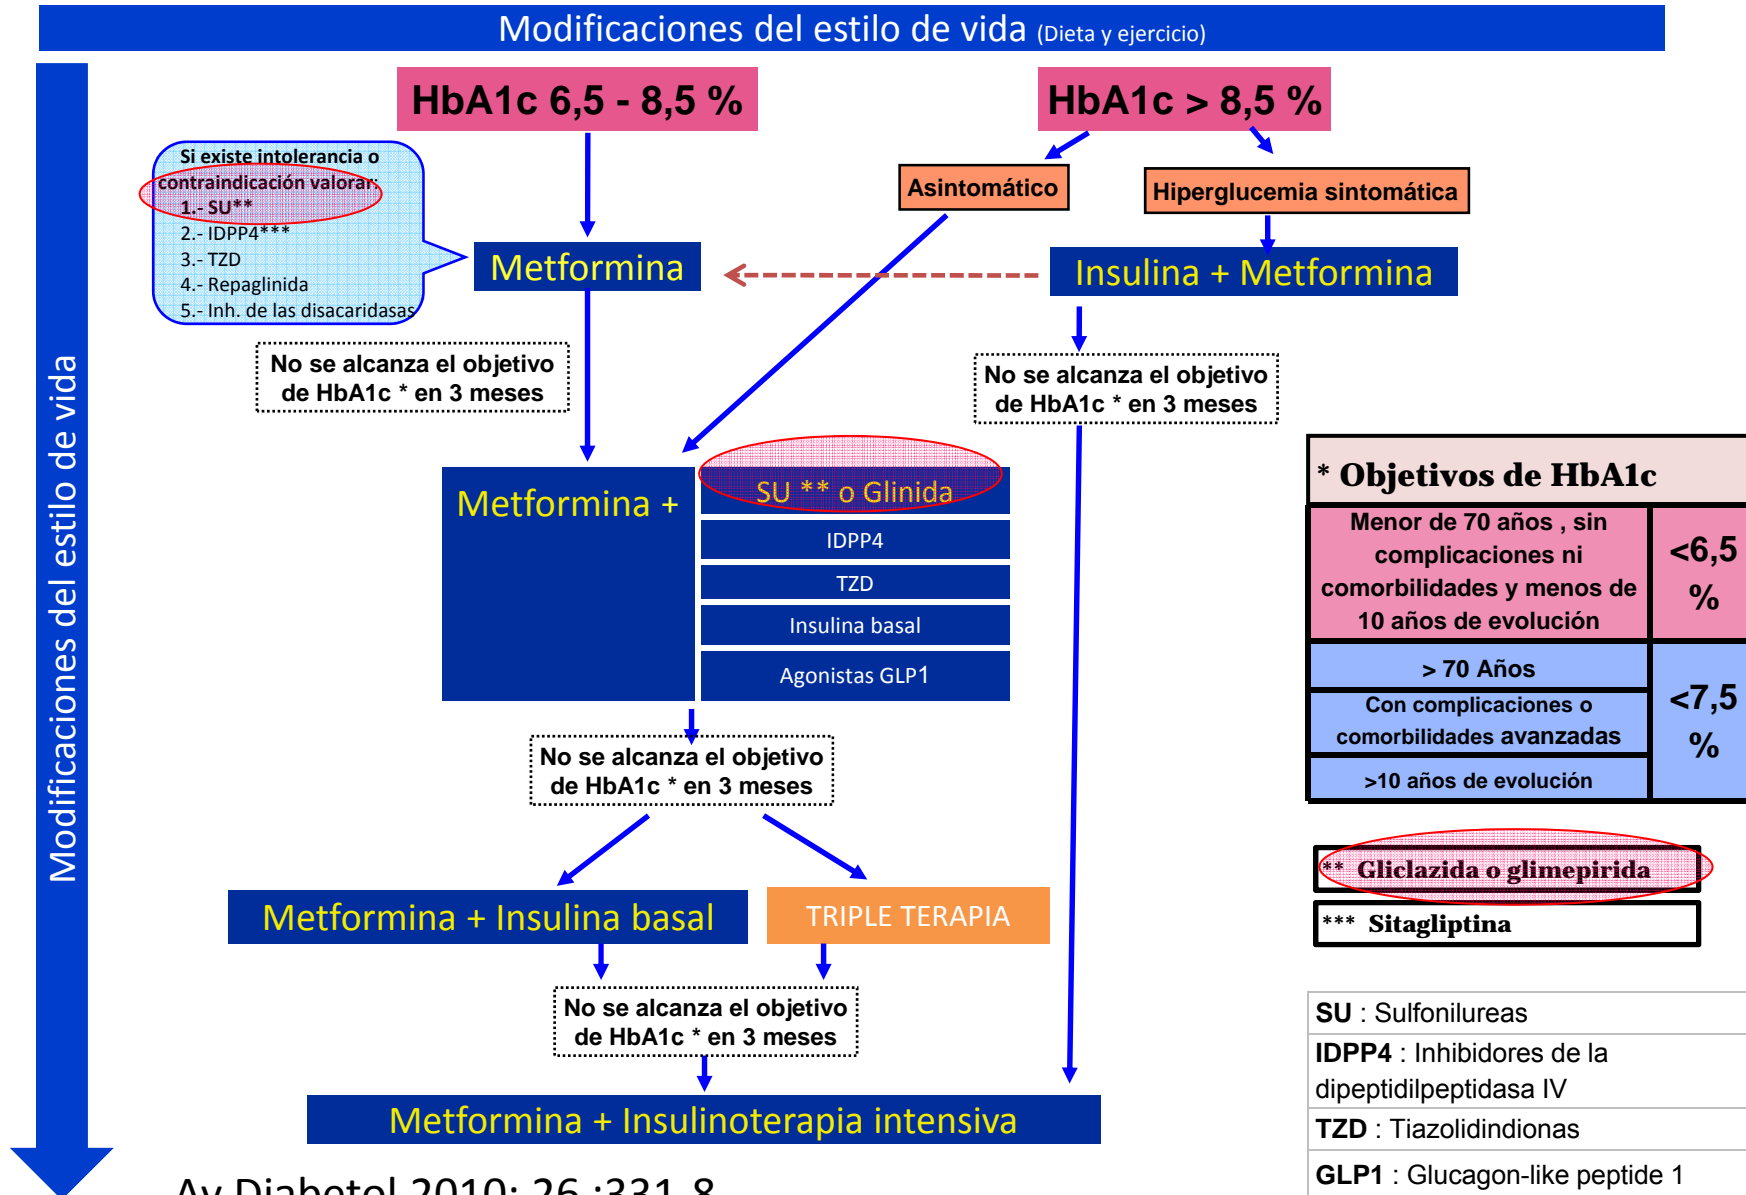 Modificaciones del estilo de vida (Dieta y ejercicio)
HbA1c 6,5 - 8,5 %
HbA1c > 8,5 %
Si existe intolerancia o
contraindicación valorar:
1.- SU**
2.- IDPP4***
3.- TZD
4.- Repaglinida
5.- Inh. de las disacaridasas
Asintomático
Hiperglucemia sintomática
Metformina
Insulina + Metformina
No se alcanza el objetivo
de HbA1c * en 3 meses
No se alcanza el objetivo
de HbA1c * en 3 meses
Modificaciones del estilo de vida
Metformina +
SU ** o Glinida
IDPP4
TZD
Insulina basal
Agonistas GLP1
* Objetivos de HbA1c
Menor de 70 años , sin
complicaciones ni
comorbilidades y menos de
10 años de evolución
<6,5
%
> 70 Años
Con complicaciones o
comorbilidades avanzadas
>10 años de evolución
<7,5
%
No se alcanza el objetivo
de HbA1c * en 3 meses
** Gliclazida o glimepirida
*** Sitagliptina
Metformina + Insulina basal
TRIPLE TERAPIA
No se alcanza el objetivo
de HbA1c * en 3 meses
Metformina + Insulinoterapia intensiva
SU : Sulfonilureas
IDPP4 : Inhibidores de la
dipeptidilpeptidasa IV
TZD : Tiazolidindionas
GLP1 : Glucagon-like peptide 1
Av Diabetol 2010; 26 :331-8